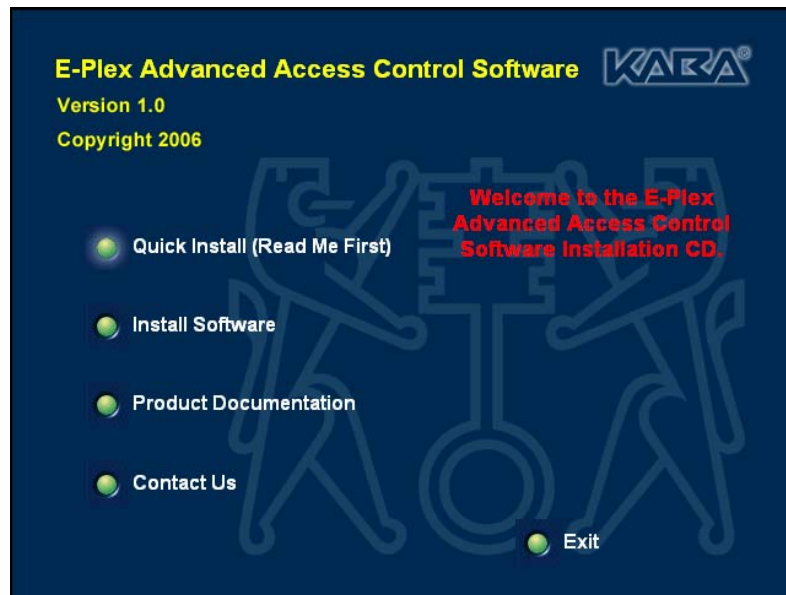 E-Plex Advanced Access Control Software
KABA®
Version 1.0
Copyright 2006
Welcome to the E-Plex
Advanced Access Control
Software Installation CD.
Quick Install (Read Me First)
Install Software
Product Documentation
Contact Us
Exit